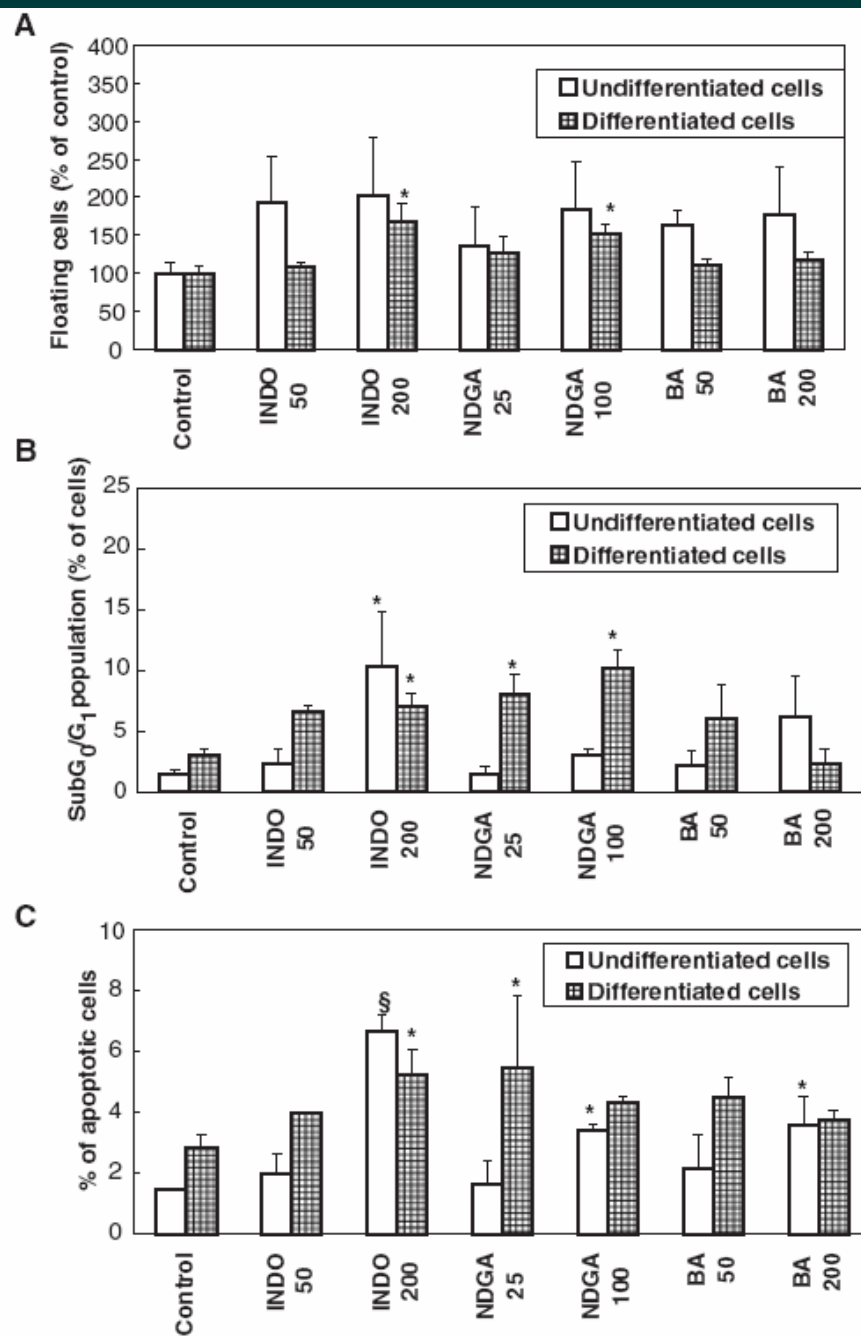 A
Floating cells (% of control)
400
350
300
250
200
150
100
50
0
Undifferentiated cells
Differentiated cells
*
*
Control
INDO 50
INDO 200
NDGA 25
NDGA 100
BA 50
BA 200
B
SubG0/G1 population (% of cells)
25
20
15
10
5
0
Undifferentiated cells
Differentiated cells
*
*
*
*
Control
INDO 50
INDO 200
NDGA 25
NDGA 100
BA 50
BA 200
C
% of apoptotic cells
10
8
6
4
2
0
Undifferentiated cells
Differentiated cells
§
*
*
*
*
Control
INDO 50
INDO 200
NDGA 25
NDGA 100
BA 50
BA 200